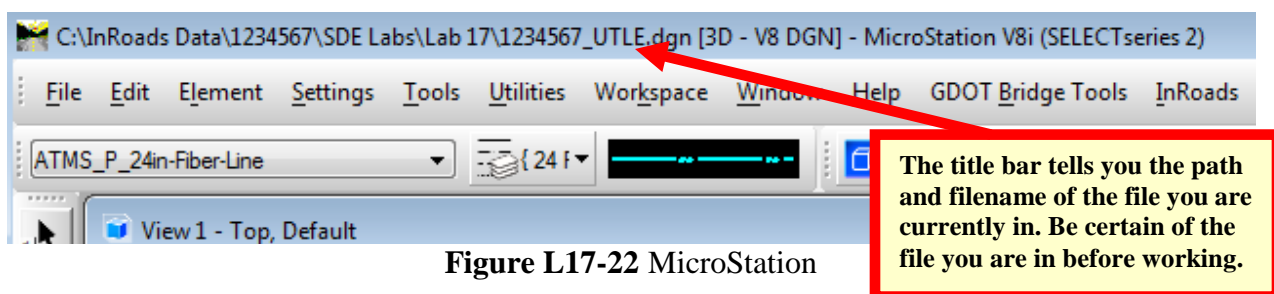 C:\InRoads Data\1234567\SDE Labs\Lab 17\1234567_UTLE.dgn [3D - V8 DGN] - MicroStation V8i (SELECTseries 2)
File Edit Element Settings Tools Utilities Workspace Window Help GDOT Bridge Tools InRoads
ATMS_P_24in-Fiber-Line { 24 F
View 1 - Top, Default
The title bar tells you the path
and filename of the file you are
currently in. Be certain of the
file you are in before working.
Figure L17-22 MicroStation